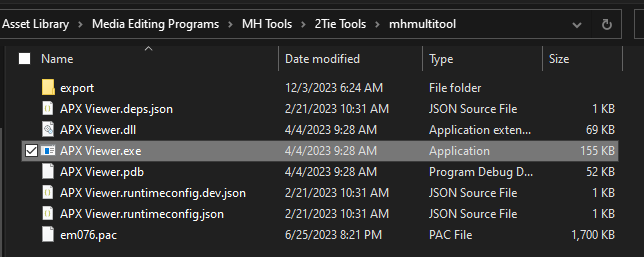 Asset Library > Media Editing Programs > MH Tools > 2Tie Tools > mhmultitool
Name Date modified Type Size
export 12/3/2023 6:24 AM File folder
APX Viewer.deps.json 2/21/2023 10:31 AM JSON Source File 1 KB
APX Viewer.dll 4/4/2023 9:28 AM Application exten... 69 KB
APX Viewer.exe 4/4/2023 9:28 AM Application 155 KB
APX Viewer.pdb 4/4/2023 9:28 AM Program Debug D... 52 KB
APX Viewer.runtimeconfig.dev.json 2/21/2023 10:31 AM JSON Source File 1 KB
APX Viewer.runtimeconfig.json 2/21/2023 10:31 AM JSON Source File 1 KB
em076.pac 6/25/2023 8:21 PM PAC File 1,700 KB